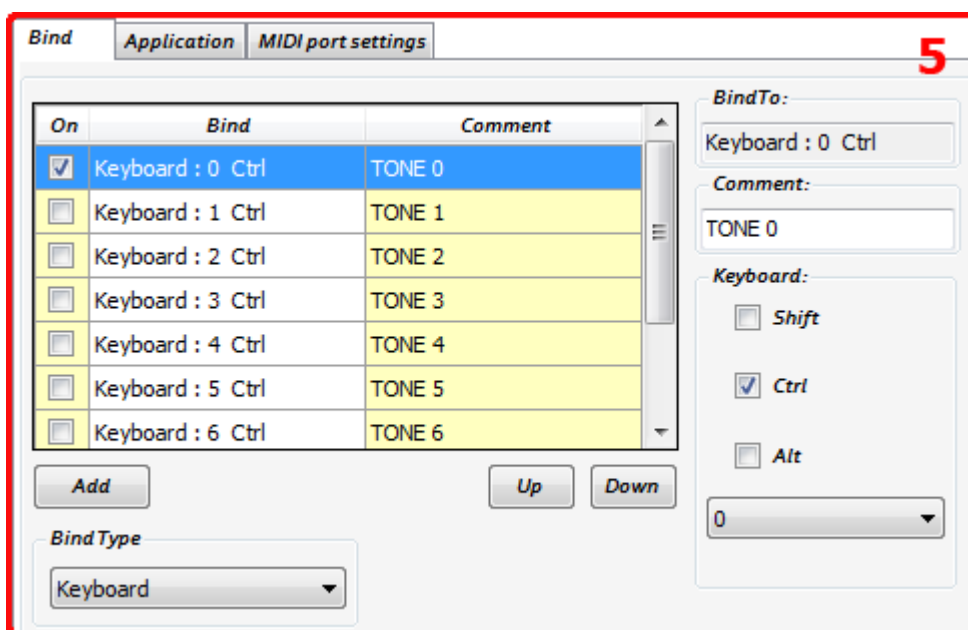 Bind Application MIDI port settings
5
On Bind Comment
Keyboard : 0 Ctrl TONE 0
Keyboard : 1 Ctrl TONE 1
Keyboard : 2 Ctrl TONE 2
Keyboard : 3 Ctrl TONE 3
Keyboard : 4 Ctrl TONE 4
Keyboard : 5 Ctrl TONE 5
Keyboard : 6 Ctrl TONE 6
Add Up Down
BindType
Keyboard
BindTo:
Keyboard : 0 Ctrl
Comment:
TONE 0
Keyboard:
Shift
Ctrl
Alt
0